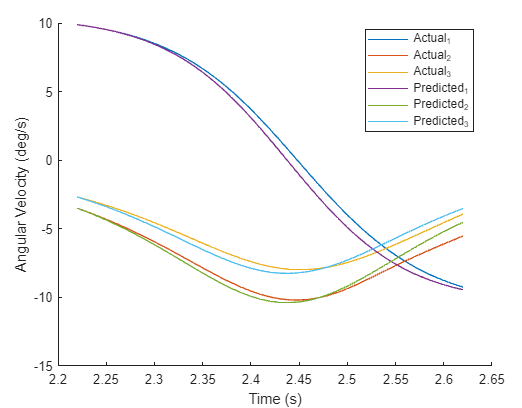 10
5
0
-5
-10
-15
Angular Velocity (deg/s)
Actual₁
Actual₂
Actual₃
Predicted₁
Predicted₂
Predicted₃
2.2 2.25 2.3 2.35 2.4 2.45 2.5 2.55 2.6 2.65
Time (s)